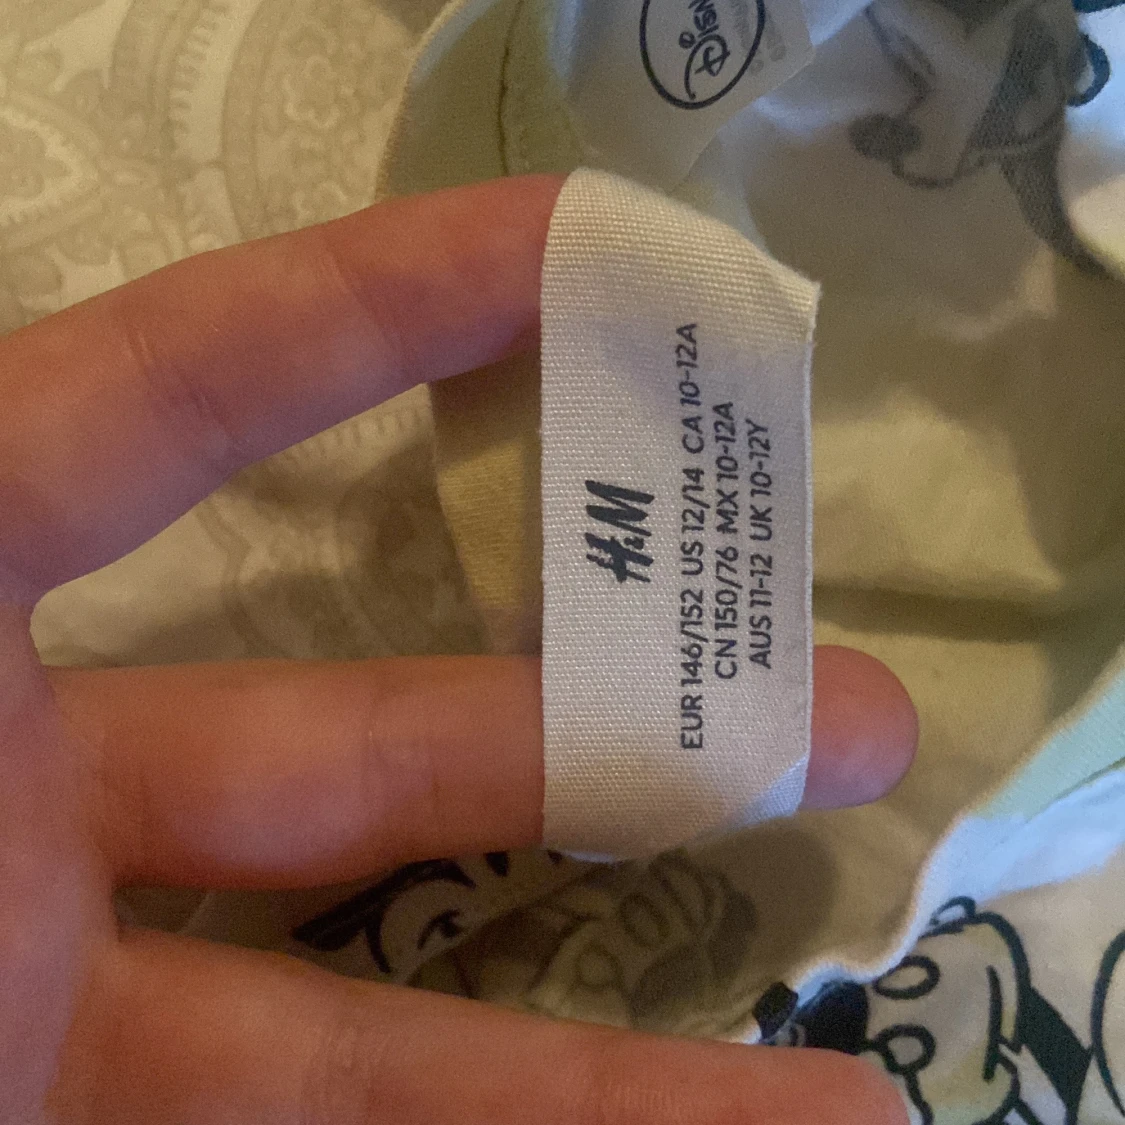 Disney
H&M
EUR 146/152 US 12/14 CA 10-12A
CN 150/76 MX 10-12A
AUS 11-12 UK 10-12Y